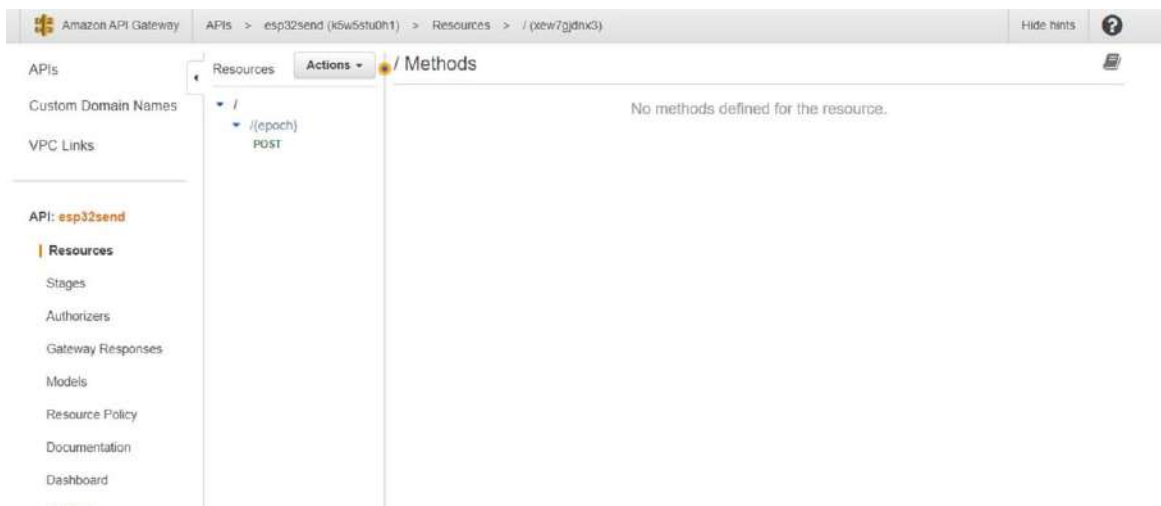 Amazon API Gateway APIs > esp32send (k5w5stu0h1) > Resources > / (xew7gjdnx3) Hide hints ?
APIs
Custom Domain Names
VPC Links
API: esp32send
Resources
Stages
Authorizers
Gateway Responses
Models
Resource Policy
Documentation
Dashboard
Resources Actions
/
/{epoch}
POST
/ Methods
No methods defined for the resource.